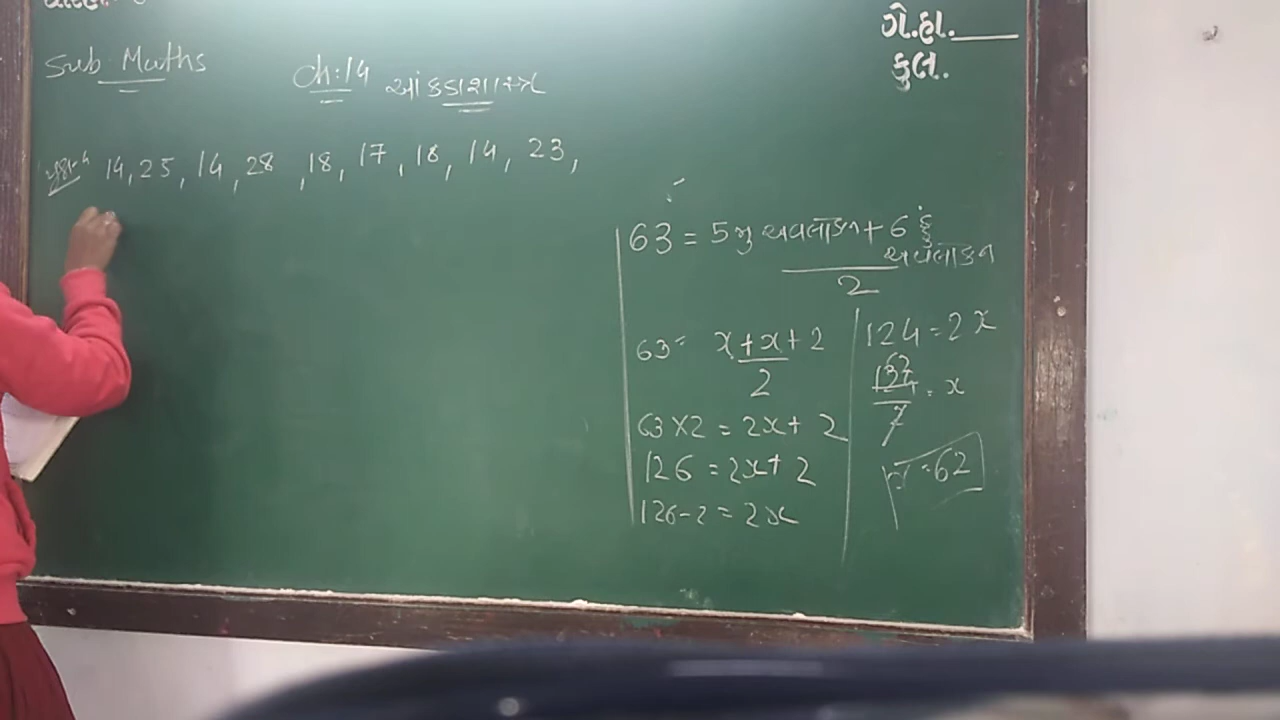 ગે.હા.
કુલ.
Sub Maths
Ch:14 આંકડાશાસ્ત્ર
14, 25, 14, 28, 18, 17, 18, 14, 23,
63 = 5મુ અવલોકન + 6ઠ્ઠુ
અવલોકન
2
63 = x + x + 2
2
63 × 2 = 2x + 2
126 = 2x + 2
126 - 2 = 2x
124 = 2x
62
= x
= 62